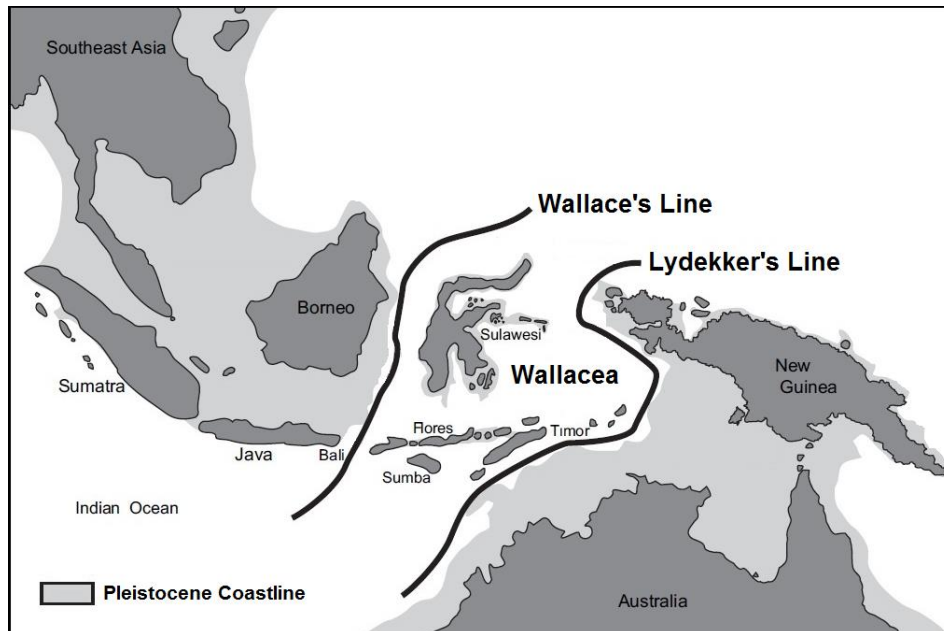 Southeast Asia
Wallace's Line
Lydekker's Line
Borneo
Sulawesi
Sumatra
Wallacea
New
Guinea
Flores
Timor
Java
Bali
Sumba
Indian Ocean
Pleistocene Coastline
Australia